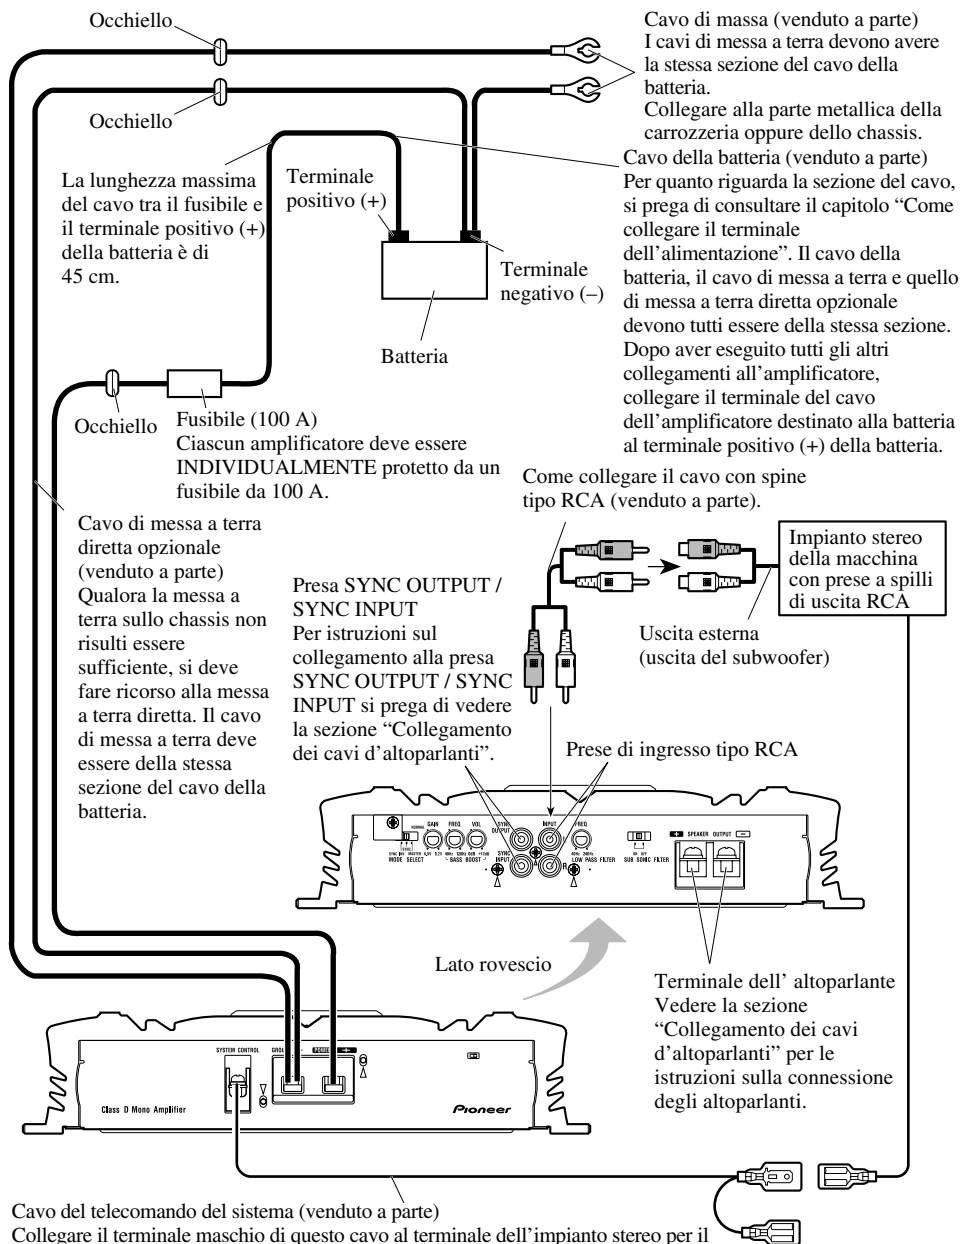 Occhiello
Cavo di massa (venduto a parte)
I cavi di messa a terra devono avere
la stessa sezione del cavo della
batteria.
Collegare alla parte metallica della
carrozzeria oppure dello chassis.
Occhiello
Cavo della batteria (venduto a parte)
Per quanto riguarda la sezione del cavo,
si prega di consultare il capitolo “Come
collegare il terminale
dell’alimentazione”. Il cavo della
batteria, il cavo di messa a terra e quello
di messa a terra diretta opzionale
devono tutti essere della stessa sezione.
Dopo aver eseguito tutti gli altri
collegamenti all’amplificatore,
collegare il terminale del cavo
dell’amplificatore destinato alla batteria
al terminale positivo (+) della batteria.
La lunghezza massima
del cavo tra il fusibile e
il terminale positivo (+)
della batteria è di
45 cm.
Terminale
positivo (+)
Terminale
negativo (–)
Batteria
Occhiello
Fusibile (100 A)
Ciascun amplificatore deve essere
INDIVIDUALMENTE protetto da un
fusibile da 100 A.
Come collegare il cavo con spine
tipo RCA (venduto a parte).
Cavo di messa a terra
diretta opzionale
(venduto a parte)
Qualora la messa a
terra sullo chassis non
risulti essere
sufficiente, si deve
fare ricorso alla messa
a terra diretta. Il cavo
di messa a terra deve
essere della stessa
sezione del cavo della
batteria.
Presa SYNC OUTPUT /
SYNC INPUT
Per istruzioni sul
collegamento alla presa
SYNC OUTPUT / SYNC
INPUT si prega di vedere
la sezione “Collegamento
dei cavi d’altoparlanti”.
Impianto stereo
della macchina
con prese a spilli
di uscita RCA
Uscita esterna
(uscita del subwoofer)
Prese di ingresso tipo RCA
NORMAL
GAIN FREQ VOL
SYNC
OUTPUT
INPUT
FREQ
+ SPEAKER OUTPUT –
MODE SELECT
BASS BOOST
SYNC
INPUT
R
40Hz 240Hz
LOW PASS FILTER
ON OFF
SUB SONIC FILTER
Lato rovescio
Terminale dell’ altoparlante
Vedere la sezione
“Collegamento dei cavi
d’altoparlanti” per le
istruzioni sulla connessione
degli altoparlanti.
SYSTEM CONTROL
POWER +
Class D Mono Amplifier
Pioneer
Cavo del telecomando del sistema (venduto a parte)
Collegare il terminale maschio di questo cavo al terminale dell’impianto stereo per il